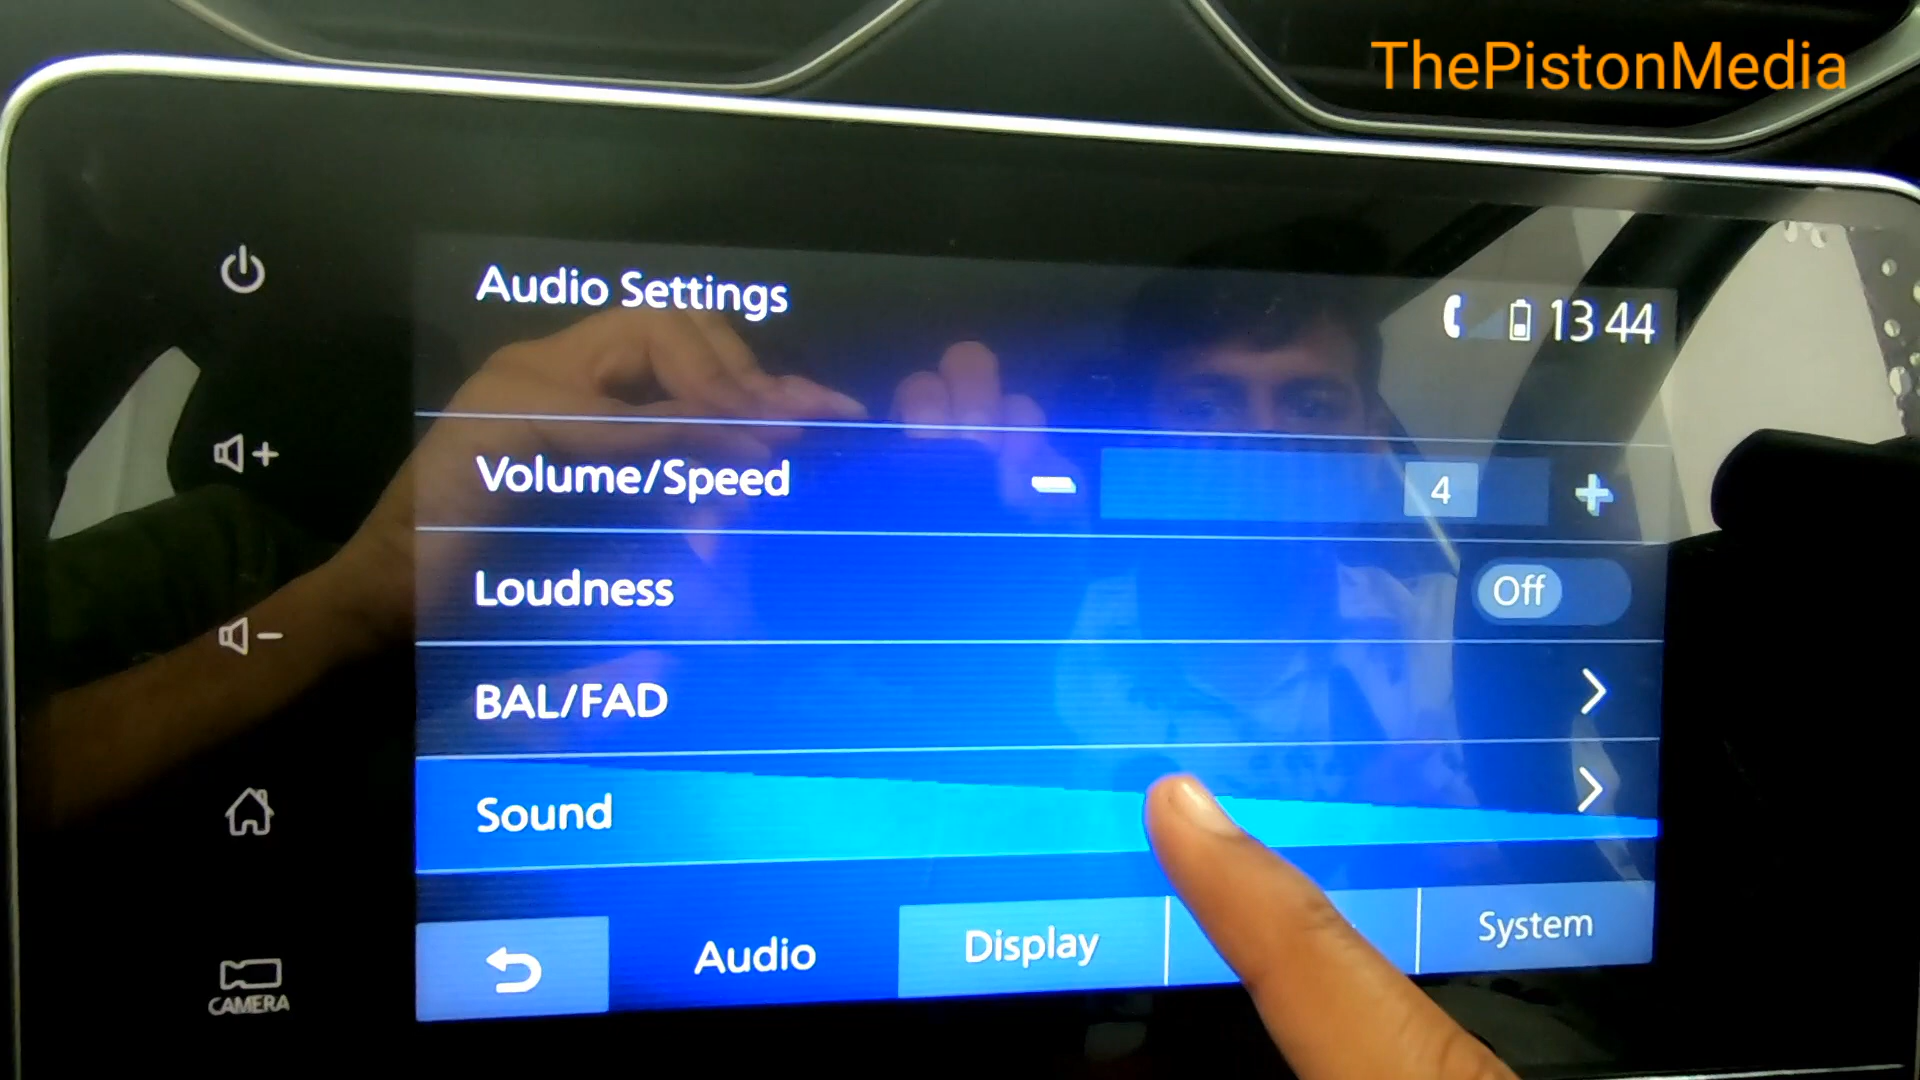 ThePistonMedia
Audio Settings
13 44
Volume/Speed
4
Loudness
Off
BAL/FAD
Sound
Audio
Display
System
CAMERA